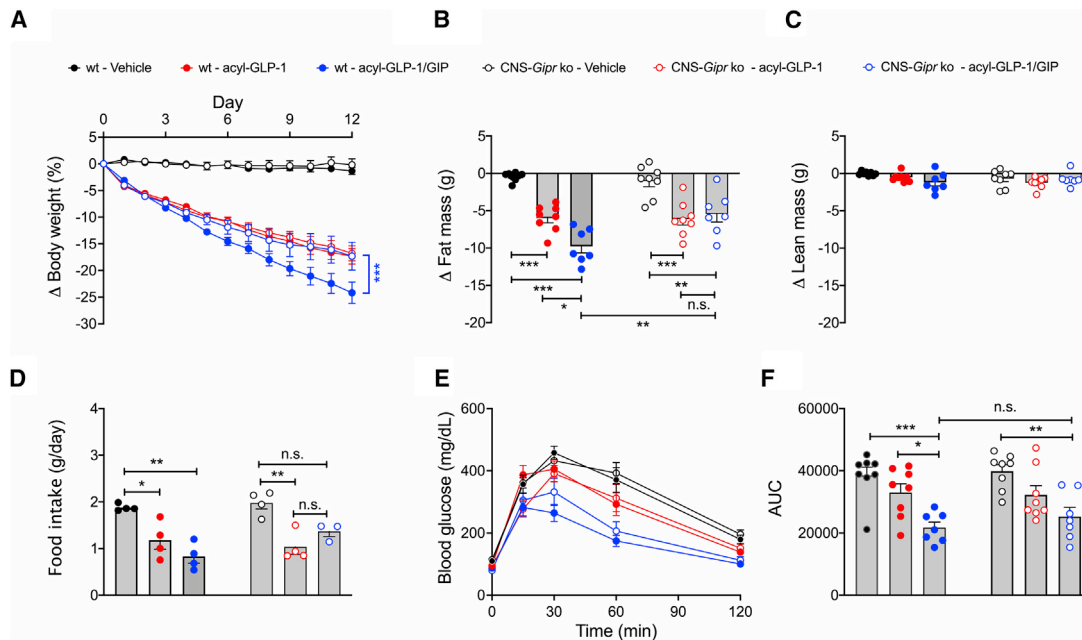 A
B
C
wt - Vehicle
wt - acyl-GLP-1
wt - acyl-GLP-1/GIP
CNS-Gipr ko - Vehicle
CNS-Gipr ko - acyl-GLP-1
CNS-Gipr ko - acyl-GLP-1/GIP
Day
0 3 6 9 12
Δ Body weight (%)
5
0
-5
-10
-15
-20
-25
-30
***
Δ Fat mass (g)
5
0
-5
-10
-15
-20
*** ***
*** **
* n.s.
**
Δ Lean mass (g)
5
0
-5
-10
-15
-20
D
E
F
Food intake (g/day)
4
3
2
1
0
**
*
n.s.
**
n.s.
Blood glucose (mg/dL)
600
400
200
0
0 30 60 90 120
Time (min)
AUC
60000
40000
20000
0
n.s.
***
*
**